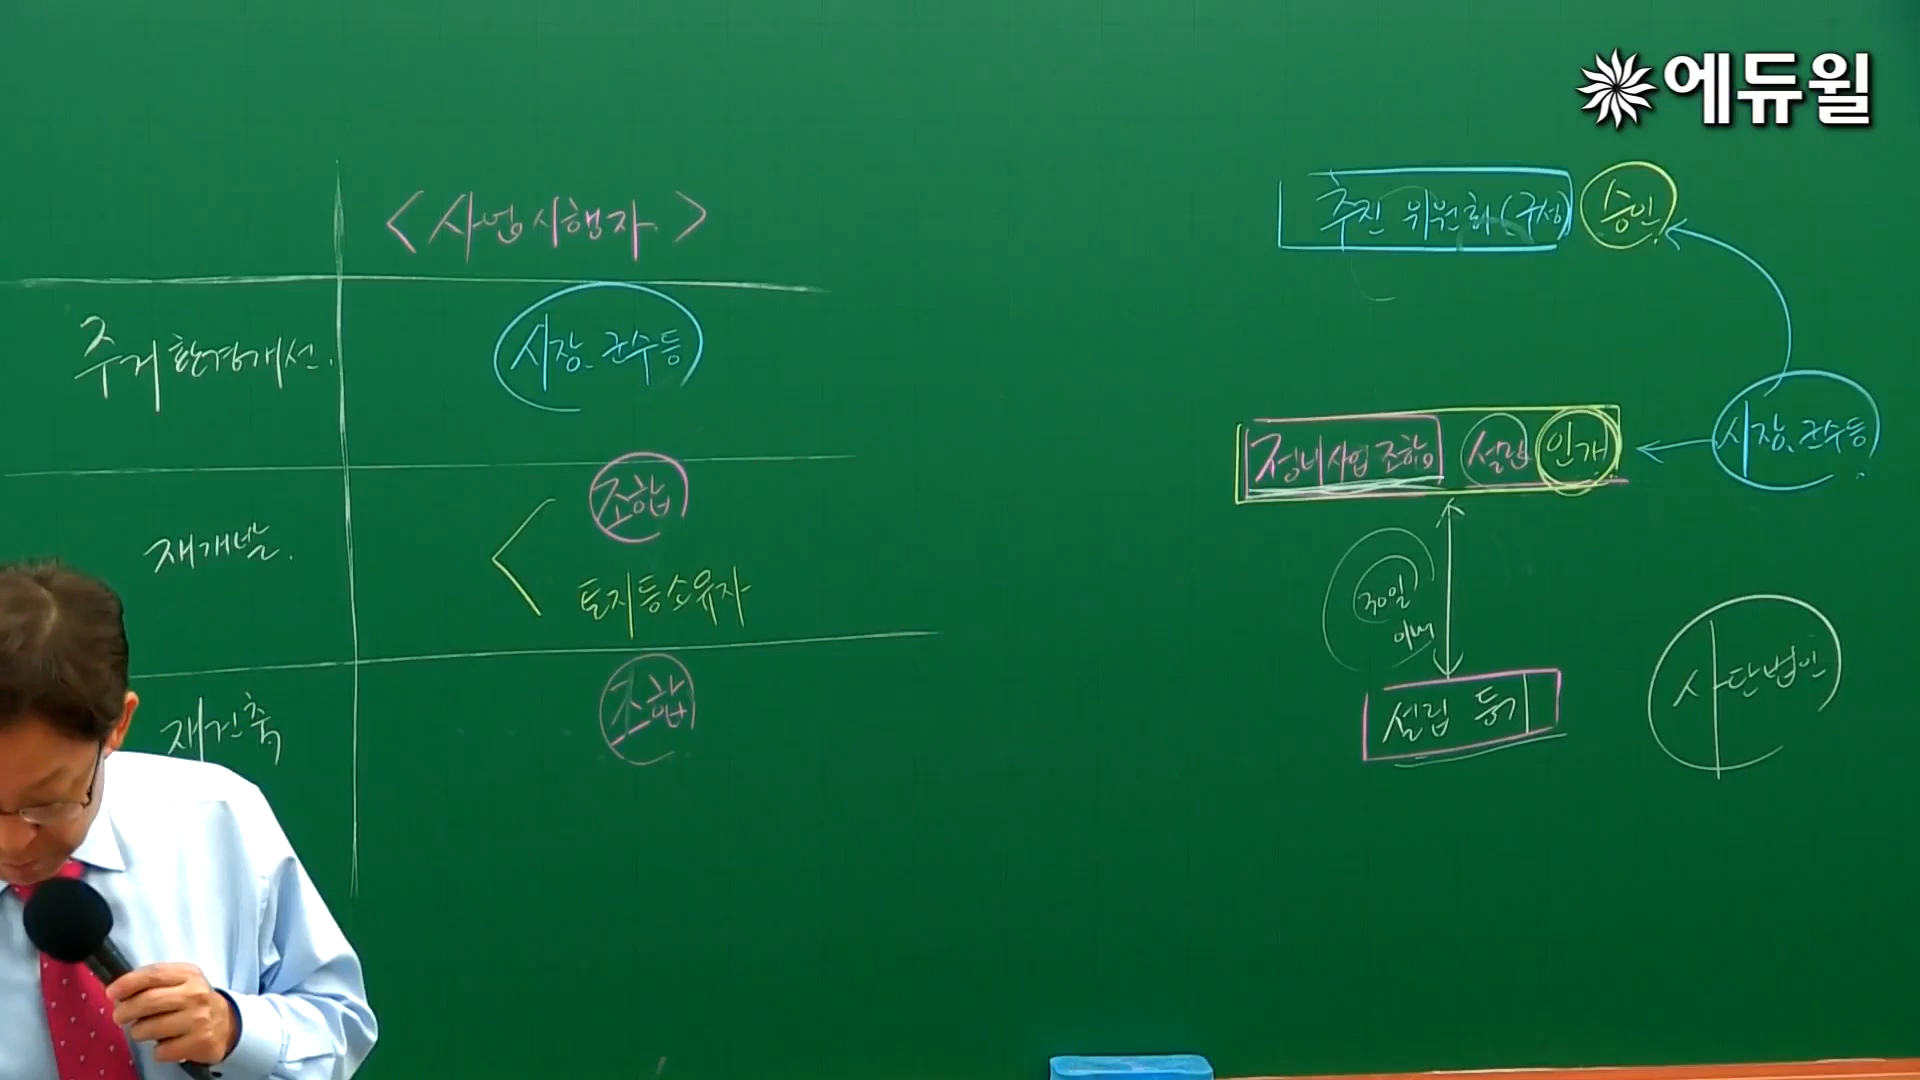 에듀윌
<사업시행자>
주거환경개선.
시장.군수등
재개발.
조합
토지등소유자
재건축
조합
추진위원회(구성) 승인
정비사업조합 설립 인가
시장.군수등
30일
이내
설립 등기
사단법인